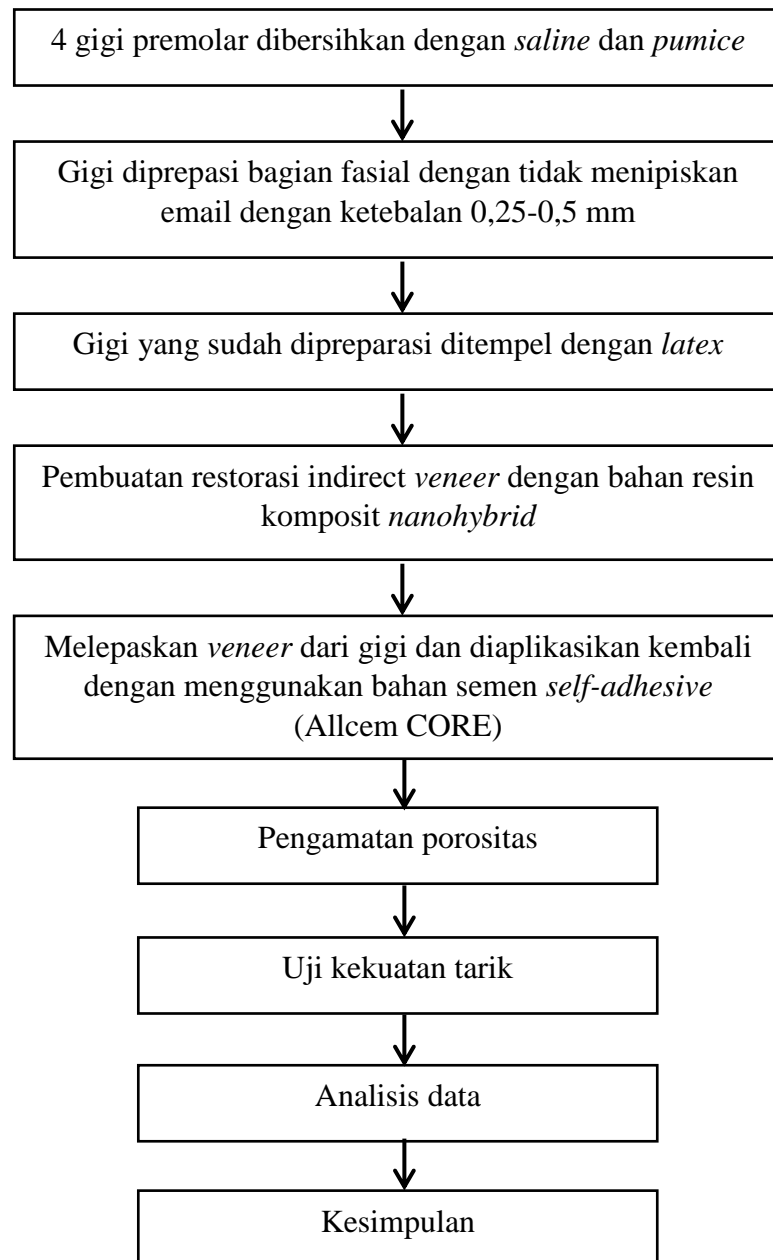 4 gigi premolar dibersihkan dengan saline dan pumice
Gigi diprepasi bagian fasial dengan tidak menipiskan
email dengan ketebalan 0,25-0,5 mm
Gigi yang sudah dipreparasi ditempel dengan latex
Pembuatan restorasi indirect veneer dengan bahan resin
komposit nanohybrid
Melepaskan veneer dari gigi dan diaplikasikan kembali
dengan menggunakan bahan semen self-adhesive
(Allcem CORE)
Pengamatan porositas
Uji kekuatan tarik
Analisis data
Kesimpulan